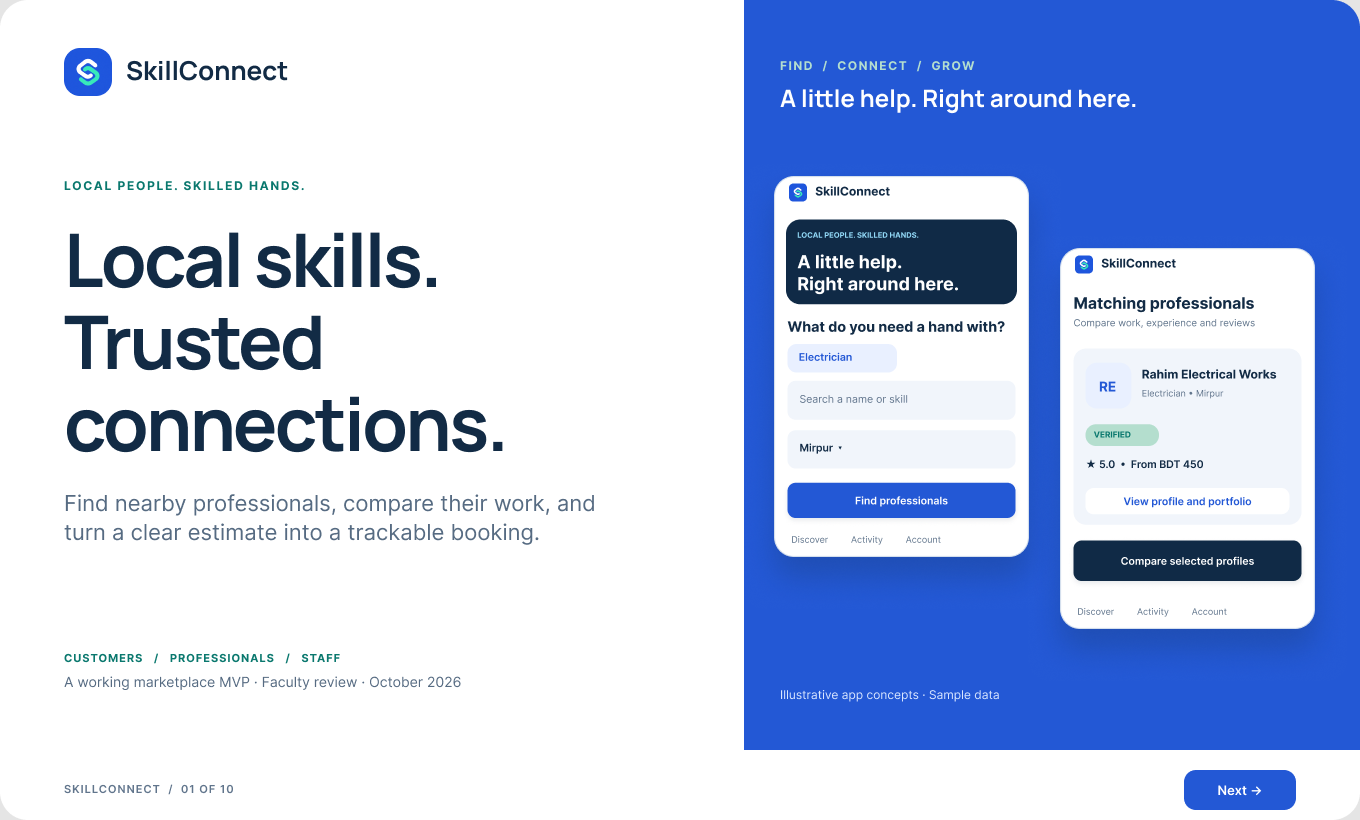 SkillConnect
LOCAL PEOPLE. SKILLED HANDS.
Local skills.
Trusted
connections.
Find nearby professionals, compare their work, and
turn a clear estimate into a trackable booking.
CUSTOMERS / PROFESSIONALS / STAFF
A working marketplace MVP · Faculty review · October 2026
FIND / CONNECT / GROW
A little help. Right around here.
SkillConnect
LOCAL PEOPLE. SKILLED HANDS.
A little help.
Right around here.
What do you need a hand with?
Electrician
Search a name or skill
Mirpur
Find professionals
Discover Activity Account
SkillConnect
Matching professionals
Compare work, experience and reviews
RE
Rahim Electrical Works
Electrician • Mirpur
VERIFIED
★ 5.0 • From BDT 450
View profile and portfolio
Compare selected profiles
Discover Activity Account
Illustrative app concepts · Sample data
SKILLCONNECT / 01 OF 10
Next →